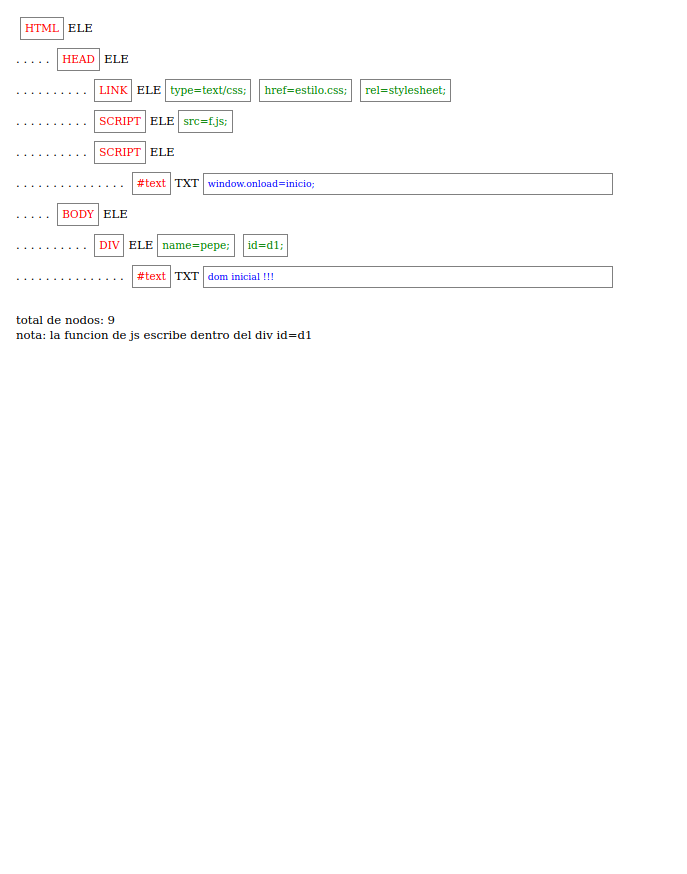 HTML ELE
. . . . . HEAD ELE
. . . . . . . . . . LINK ELE type=text/css; href=estilo.css; rel=stylesheet;
. . . . . . . . . . SCRIPT ELE src=f.js;
. . . . . . . . . . SCRIPT ELE
. . . . . . . . . . . . . . . #text TXT window.onload=inicio;
. . . . . BODY ELE
. . . . . . . . . . DIV ELE name=pepe; id=d1;
. . . . . . . . . . . . . . . #text TXT dom inicial !!!
total de nodos: 9
nota: la funcion de js escribe dentro del div id=d1